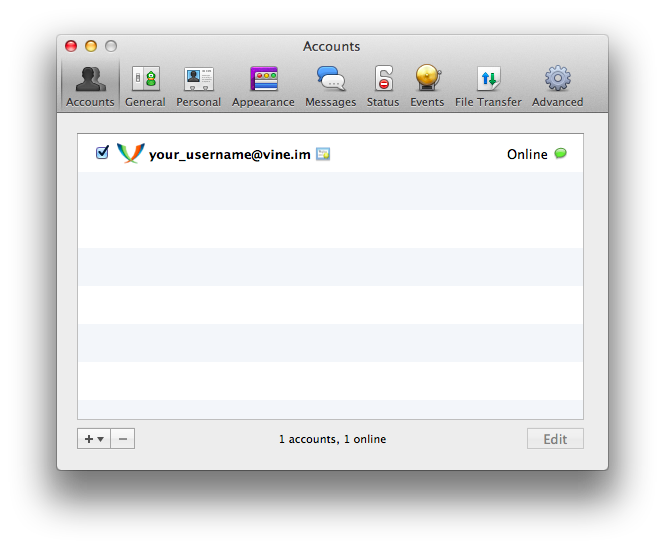 Accounts
Accounts General Personal Appearance Messages Status Events File Transfer Advanced
your_username@vine.im Online
1 accounts, 1 online Edit